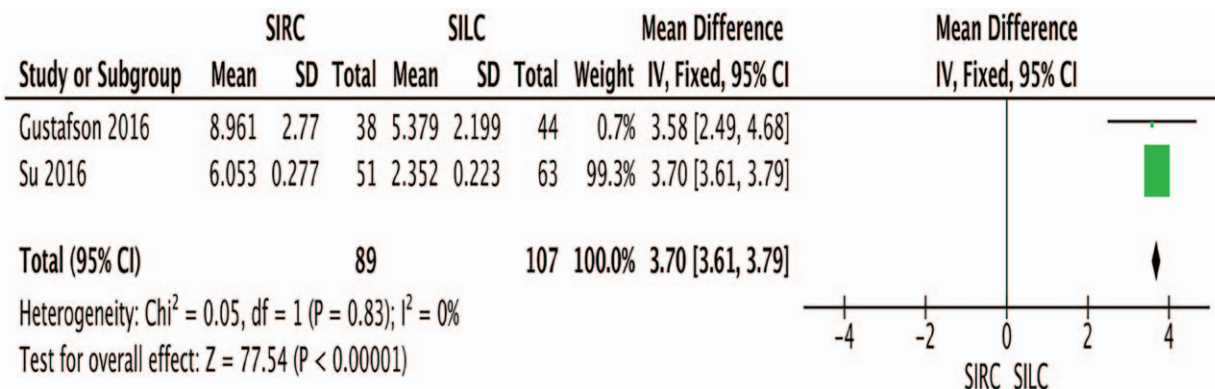 SIRC SILC Mean Difference Mean Difference
Study or Subgroup Mean SD Total Mean SD Total Weight IV, Fixed, 95% CI IV, Fixed, 95% CI
Gustafson 2016 8.961 2.77 38 5.379 2.199 44 0.7% 3.58 [2.49, 4.68]
Su 2016 6.053 0.277 51 2.352 0.223 63 99.3% 3.70 [3.61, 3.79]
Total (95% CI) 89 107 100.0% 3.70 [3.61, 3.79]
Heterogeneity: Chi² = 0.05, df = 1 (P = 0.83); I² = 0%
Test for overall effect: Z = 77.54 (P < 0.00001)
−4 −2 0 2 4
SIRC SILC